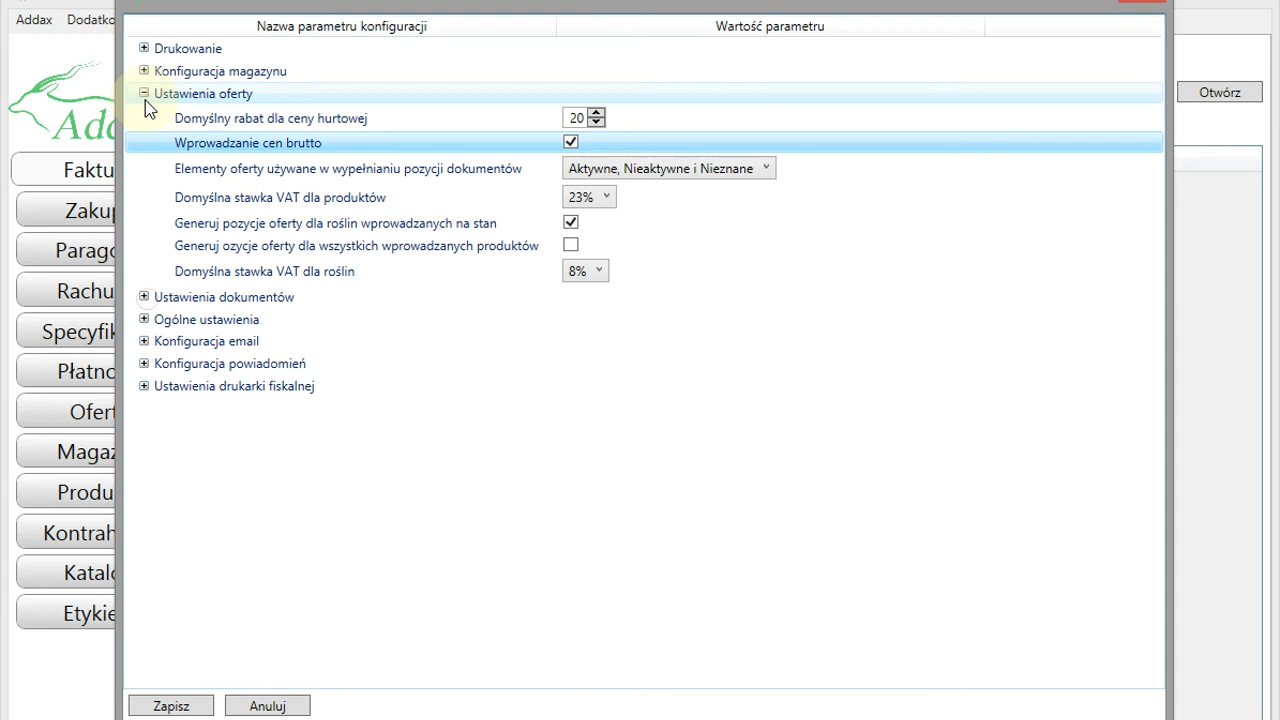 Addax
Dodatko
Nazwa parametru konfiguracji
Wartość parametru
Drukowanie
Konfiguracja magazynu
Ustawienia oferty
Domyślny rabat dla ceny hurtowej
20
Wprowadzanie cen brutto
Elementy oferty używane w wypełnianiu pozycji dokumentów
Aktywne, Nieaktywne i Nieznane
Domyślna stawka VAT dla produktów
23%
Generuj pozycje oferty dla roślin wprowadzanych na stan
Generuj ozycje oferty dla wszystkich wprowadzanych produktów
Domyślna stawka VAT dla roślin
8%
Ustawienia dokumentów
Ogólne ustawienia
Konfiguracja email
Konfiguracja powiadomień
Ustawienia drukarki fiskalnej
Zapisz
Anuluj
Otwórz
Add
Faktu
Zakup
Parago
Rachu
Specyfik
Płatno
Ofert
Magaz
Produ
Kontrah
Katalo
Etykie